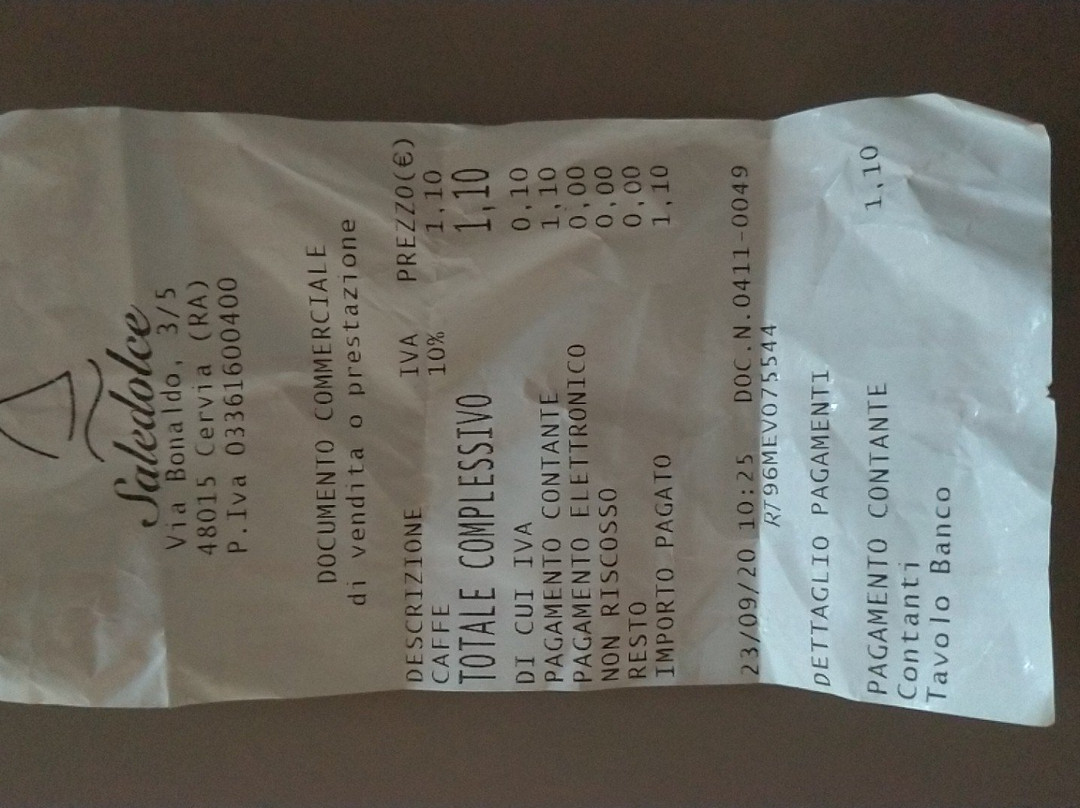 Saledolce
Via Bonaldo, 3/5
48015 Cervia (RA)
P.Iva 03361600400
DOCUMENTO COMMERCIALE
di vendita o prestazione
DESCRIZIONE IVA PREZZO(€)
CAFFE 10% 1,10
TOTALE COMPLESSIVO 1,10
DI CUI IVA 0,10
PAGAMENTO CONTANTE 1,10
PAGAMENTO ELETTRONICO 0,00
NON RISCOSSO 0,00
RESTO 0,00
IMPORTO PAGATO 1,10
23/09/20 10:25 DOC.N.0411-0049
RT96MEV075544
DETTAGLIO PAGAMENTI
PAGAMENTO CONTANTE 1,10
Contanti
Tavolo Banco